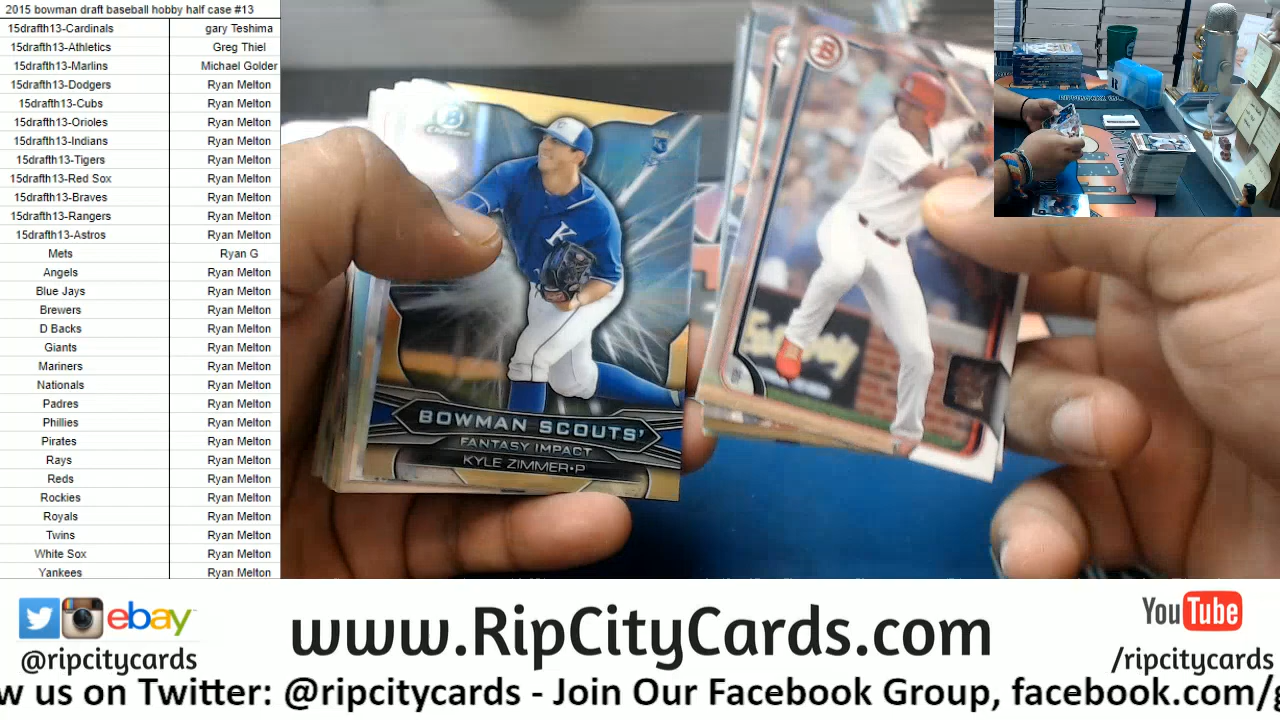 2015 bowman draft baseball hobby half case #13
15drafth13-Cardinals gary Teshima
15drafth13-Athletics Greg Thiel
15drafth13-Marlins Michael Golder
15drafth13-Dodgers Ryan Melton
15drafth13-Cubs Ryan Melton
15drafth13-Orioles Ryan Melton
15drafth13-Indians Ryan Melton
15drafth13-Tigers Ryan Melton
15drafth13-Red Sox Ryan Melton
15drafth13-Braves Ryan Melton
15drafth13-Rangers Ryan Melton
15drafth13-Astros Ryan Melton
Mets Ryan G
Angels Ryan Melton
Blue Jays Ryan Melton
Brewers Ryan Melton
D Backs Ryan Melton
Giants Ryan Melton
Mariners Ryan Melton
Nationals Ryan Melton
Padres Ryan Melton
Phillies Ryan Melton
Pirates Ryan Melton
Rays Ryan Melton
Reds Ryan Melton
Rockies Ryan Melton
Royals Ryan Melton
Twins Ryan Melton
White Sox Ryan Melton
Yankees Ryan Melton
B
CHROME
K
BOWMAN SCOUTS'
FANTASY IMPACT
KYLE ZIMMER•P
B
ebay
@ripcitycards
www.RipCityCards.com
YouTube
/ripcitycards
w us on Twitter: @ripcitycards - Join Our Facebook Group, facebook.com/g